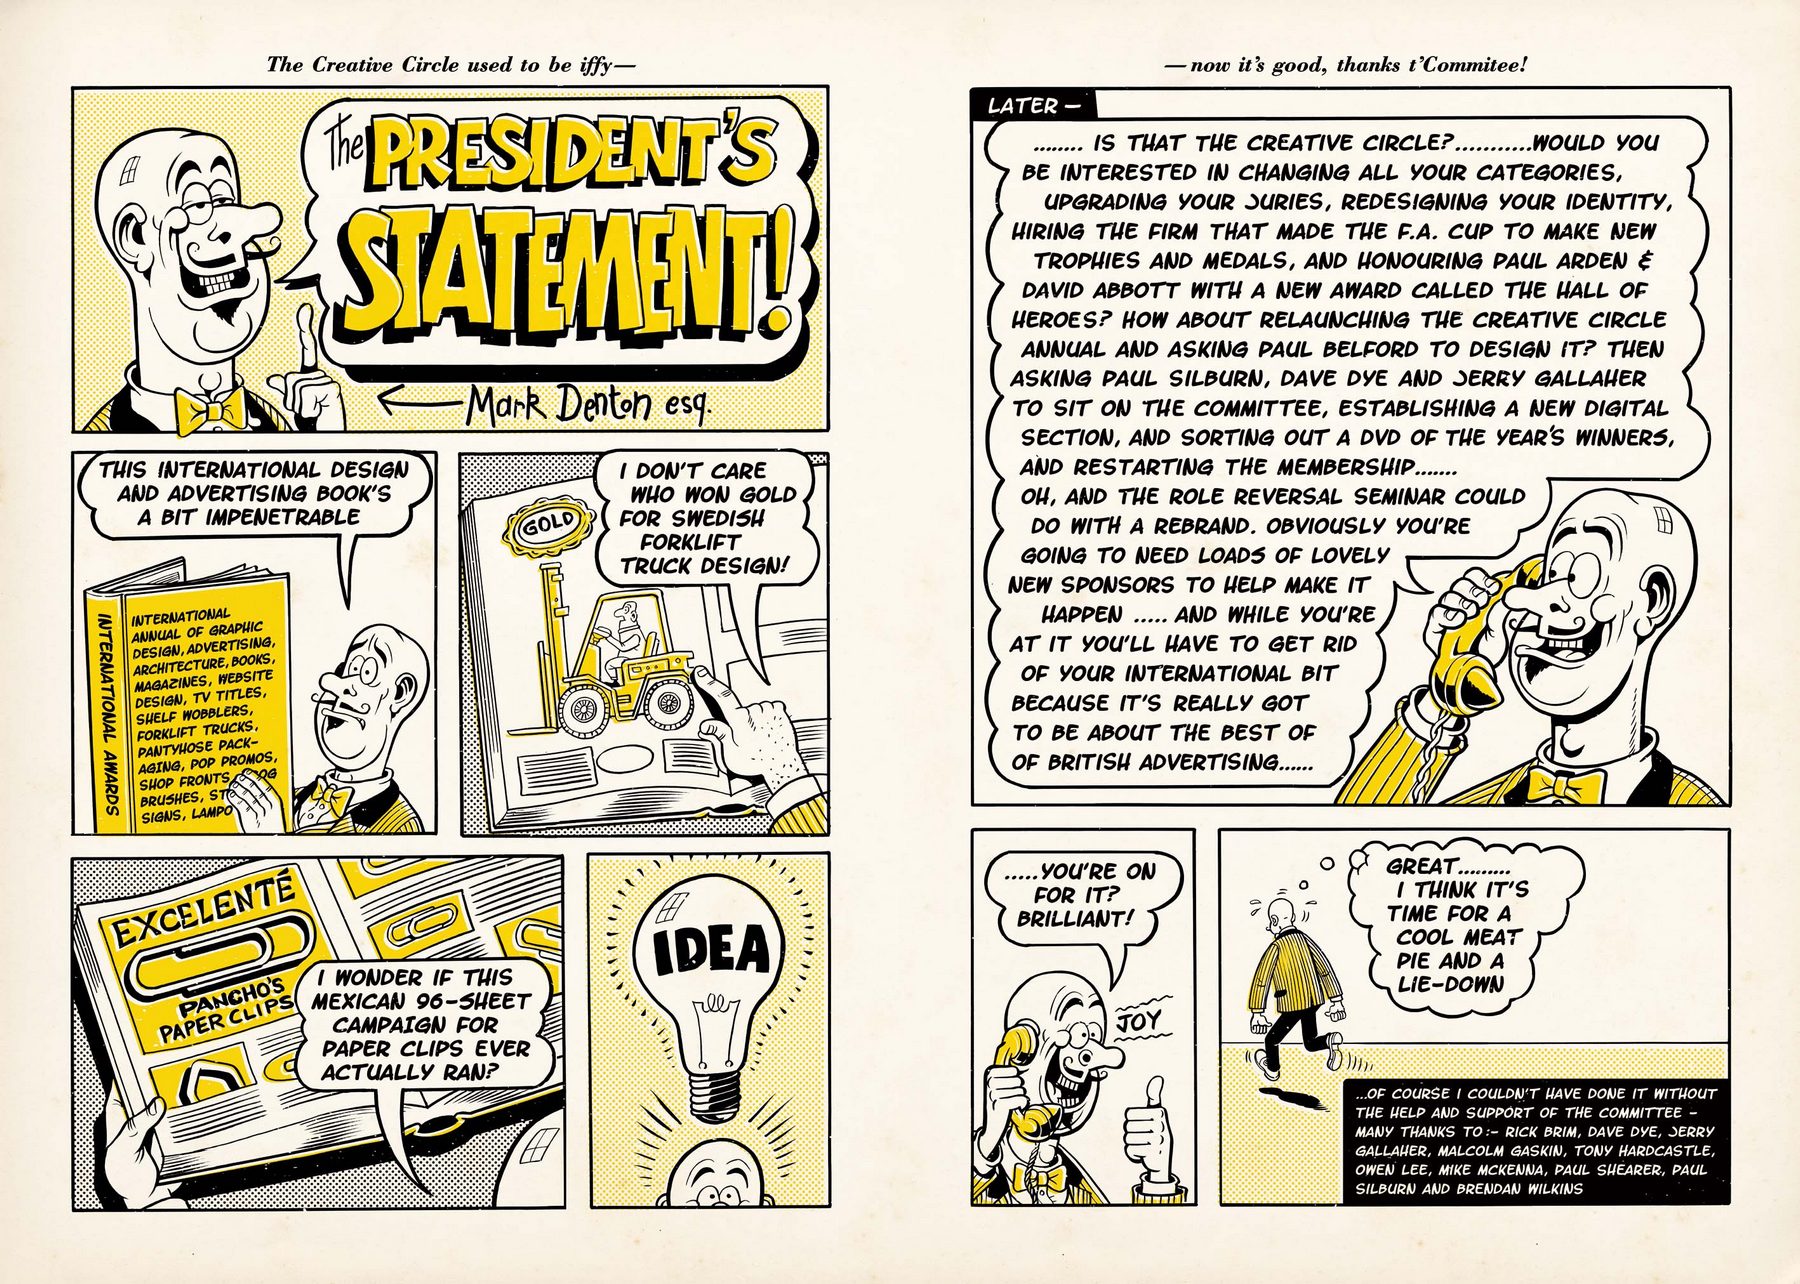 The Creative Circle used to be iffy—
The PRESIDENT'S
STATEMENT!
Mark Denton esq.
THIS INTERNATIONAL DESIGN
AND ADVERTISING BOOK'S
A BIT IMPENETRABLE
INTERNATIONAL AWARDS
INTERNATIONAL
ANNUAL OF GRAPHIC
DESIGN, ADVERTISING,
ARCHITECTURE, BOOKS,
MAGAZINES, WEBSITE
DESIGN, TV TITLES,
SHELF WOBBLERS,
FORKLIFT TRUCKS,
PANTYHOSE PACK-
AGING, POP PROMOS,
SHOP FRONTS,
BRUSHES, ST
SIGNS, LAMPO
I DON'T CARE
WHO WON GOLD
FOR SWEDISH
FORKLIFT
TRUCK DESIGN!
GOLD
EXCELENTÉ
PANCHO'S
PAPER CLIPS
I WONDER IF THIS
MEXICAN 96-SHEET
CAMPAIGN FOR
PAPER CLIPS EVER
ACTUALLY RAN?
IDEA
— now it's good, thanks t'Commitee!
LATER —
........ IS THAT THE CREATIVE CIRCLE?...........WOULD YOU
BE INTERESTED IN CHANGING ALL YOUR CATEGORIES,
UPGRADING YOUR JURIES, REDESIGNING YOUR IDENTITY,
HIRING THE FIRM THAT MADE THE F.A. CUP TO MAKE NEW
TROPHIES AND MEDALS, AND HONOURING PAUL ARDEN &
DAVID ABBOTT WITH A NEW AWARD CALLED THE HALL OF
HEROES? HOW ABOUT RELAUNCHING THE CREATIVE CIRCLE
ANNUAL AND ASKING PAUL BELFORD TO DESIGN IT? THEN
ASKING PAUL SILBURN, DAVE DYE AND JERRY GALLAHER
TO SIT ON THE COMMITTEE, ESTABLISHING A NEW DIGITAL
SECTION, AND SORTING OUT A DVD OF THE YEAR'S WINNERS,
AND RESTARTING THE MEMBERSHIP.......
OH, AND THE ROLE REVERSAL SEMINAR COULD
DO WITH A REBRAND. OBVIOUSLY YOU'RE
GOING TO NEED LOADS OF LOVELY
NEW SPONSORS TO HELP MAKE IT
HAPPEN ..... AND WHILE YOU'RE
AT IT YOU'LL HAVE TO GET RID
OF YOUR INTERNATIONAL BIT
BECAUSE IT'S REALLY GOT
TO BE ABOUT THE BEST OF
OF BRITISH ADVERTISING......
.....YOU'RE ON
FOR IT?
BRILLIANT!
JOY
GREAT.........
I THINK IT'S
TIME FOR A
COOL MEAT
PIE AND A
LIE-DOWN
...OF COURSE I COULDN'T HAVE DONE IT WITHOUT
THE HELP AND SUPPORT OF THE COMMITTEE -
MANY THANKS TO:- RICK BRIM, DAVE DYE, JERRY
GALLAHER, MALCOLM GASKIN, TONY HARDCASTLE,
OWEN LEE, MIKE MCKENNA, PAUL SHEARER, PAUL
SILBURN AND BRENDAN WILKINS